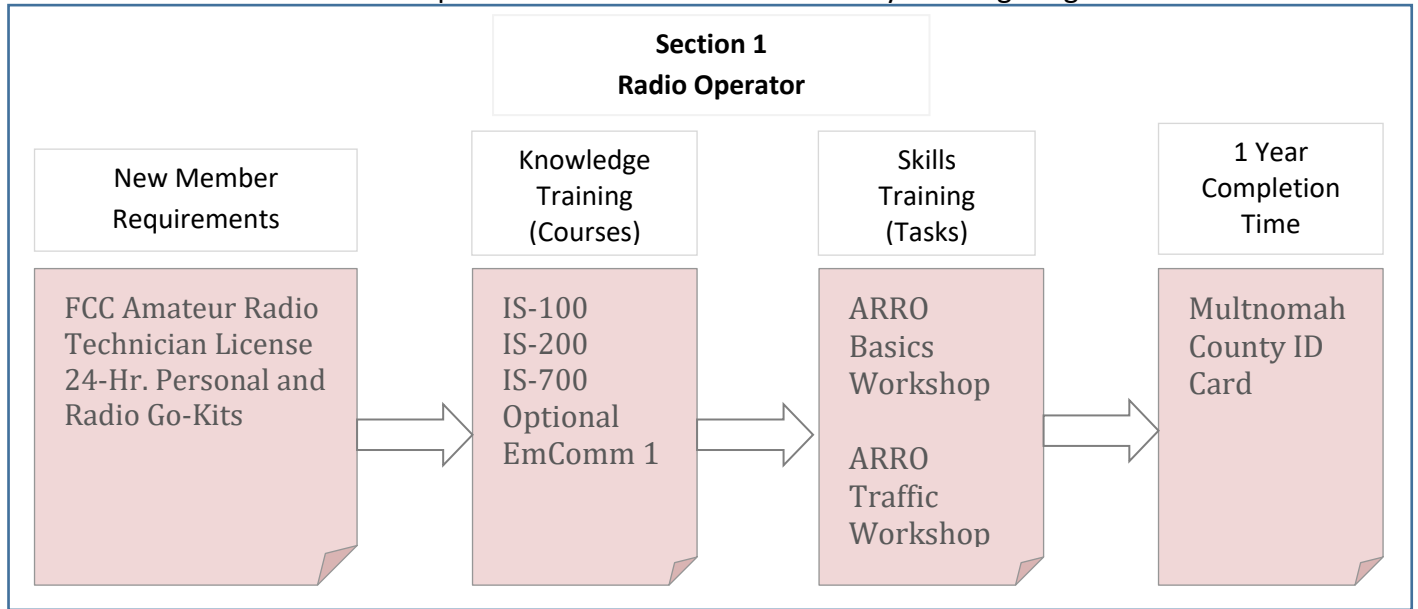 Section 1
Radio Operator
New Member
Requirements
Knowledge
Training
(Courses)
Skills
Training
(Tasks)
1 Year
Completion
Time
FCC Amateur Radio
Technician License
24-Hr. Personal and
Radio Go-Kits
IS-100
IS-200
IS-700
Optional
EmComm 1
ARRO
Basics
Workshop
ARRO
Traffic
Workshop
Multnomah
County ID
Card